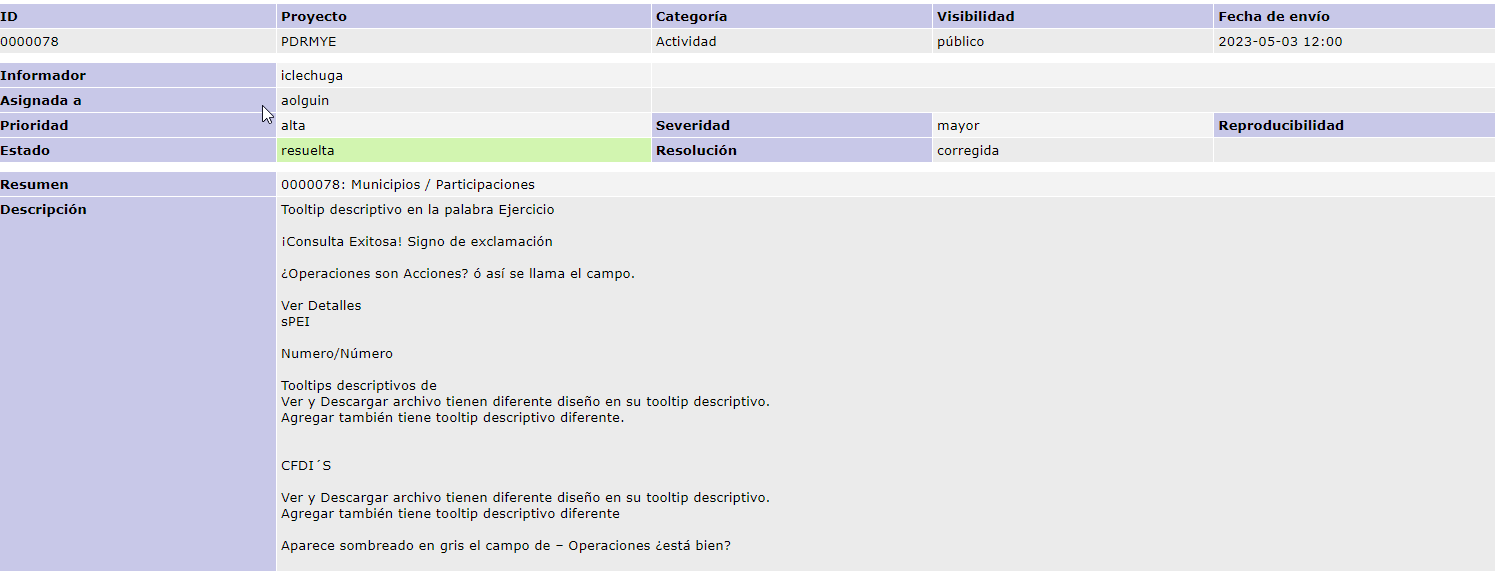 ID Proyecto Categoría Visibilidad Fecha de envío
0000078 PDRMYE Actividad público 2023-05-03 12:00
Informador iclechuga
Asignada a aolguin
Prioridad alta Severidad mayor Reproducibilidad
Estado resuelta Resolución corregida
Resumen 0000078: Municipios / Participaciones
Descripción Tooltip descriptivo en la palabra Ejercicio
¡Consulta Exitosa! Signo de exclamación
¿Operaciones son Acciones? ó así se llama el campo.
Ver Detalles
sPEI
Numero/Número
Tooltips descriptivos de
Ver y Descargar archivo tienen diferente diseño en su tooltip descriptivo.
Agregar también tiene tooltip descriptivo diferente.
CFDI´S
Ver y Descargar archivo tienen diferente diseño en su tooltip descriptivo.
Agregar también tiene tooltip descriptivo diferente
Aparece sombreado en gris el campo de – Operaciones ¿está bien?